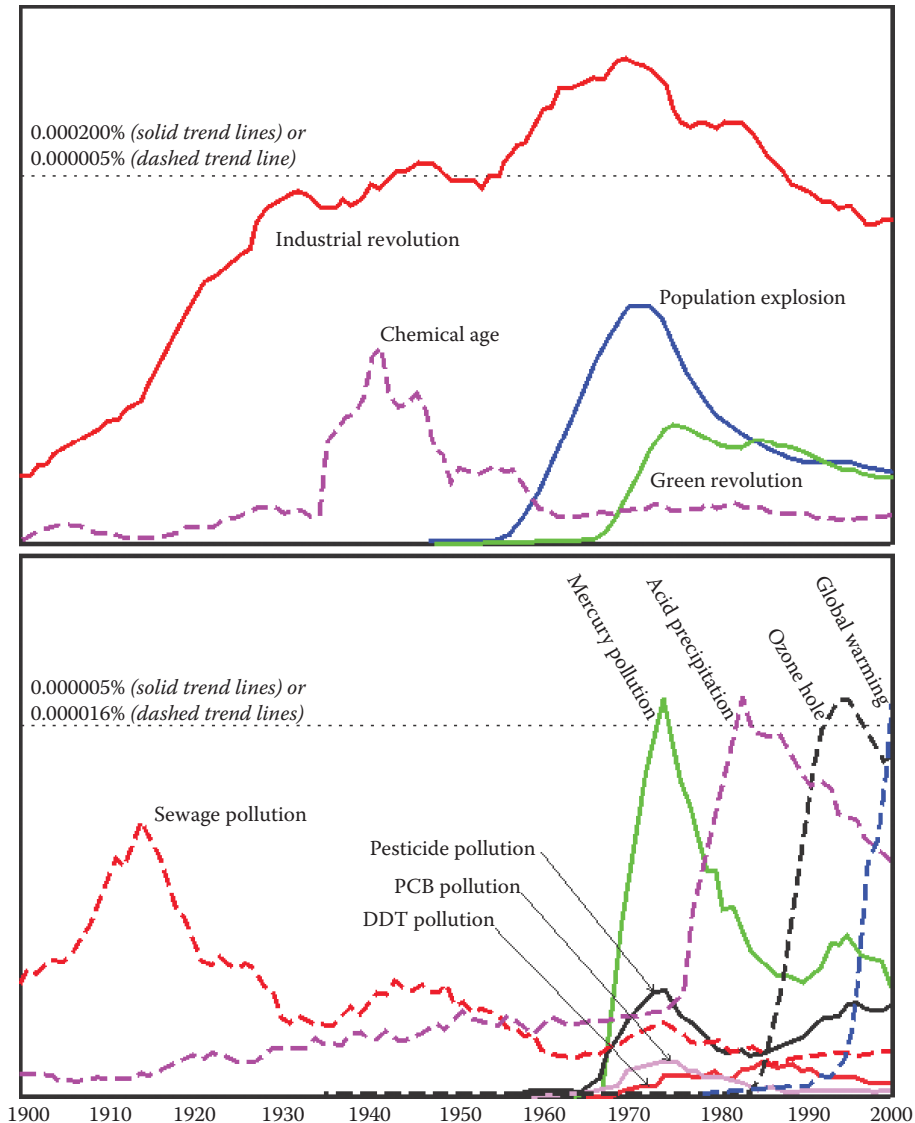 0.000200% (solid trend lines) or
0.000005% (dashed trend line)
Industrial revolution
Population explosion
Chemical age
Green revolution
Mercury pollution
Acid precipitation
Ozone hole
Global warming
0.000005% (solid trend lines) or
0.000016% (dashed trend lines)
Sewage pollution
Pesticide pollution
PCB pollution
DDT pollution
1900 1910 1920 1930 1940 1950 1960 1970 1980 1990 2000